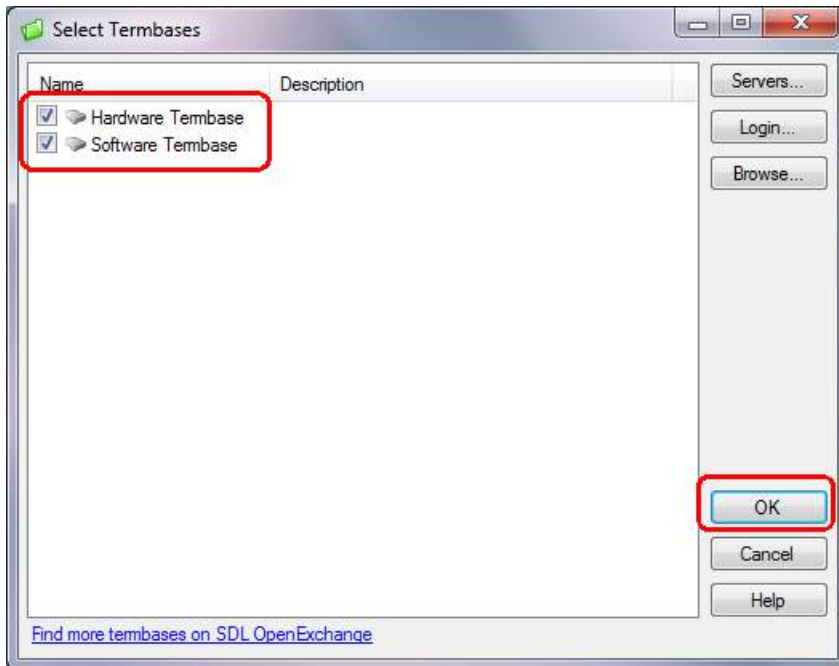 Select Termbases
Name Description
Hardware Termbase
Software Termbase
Servers...
Login...
Browse...
OK
Cancel
Help
Find more termbases on SDL OpenExchange